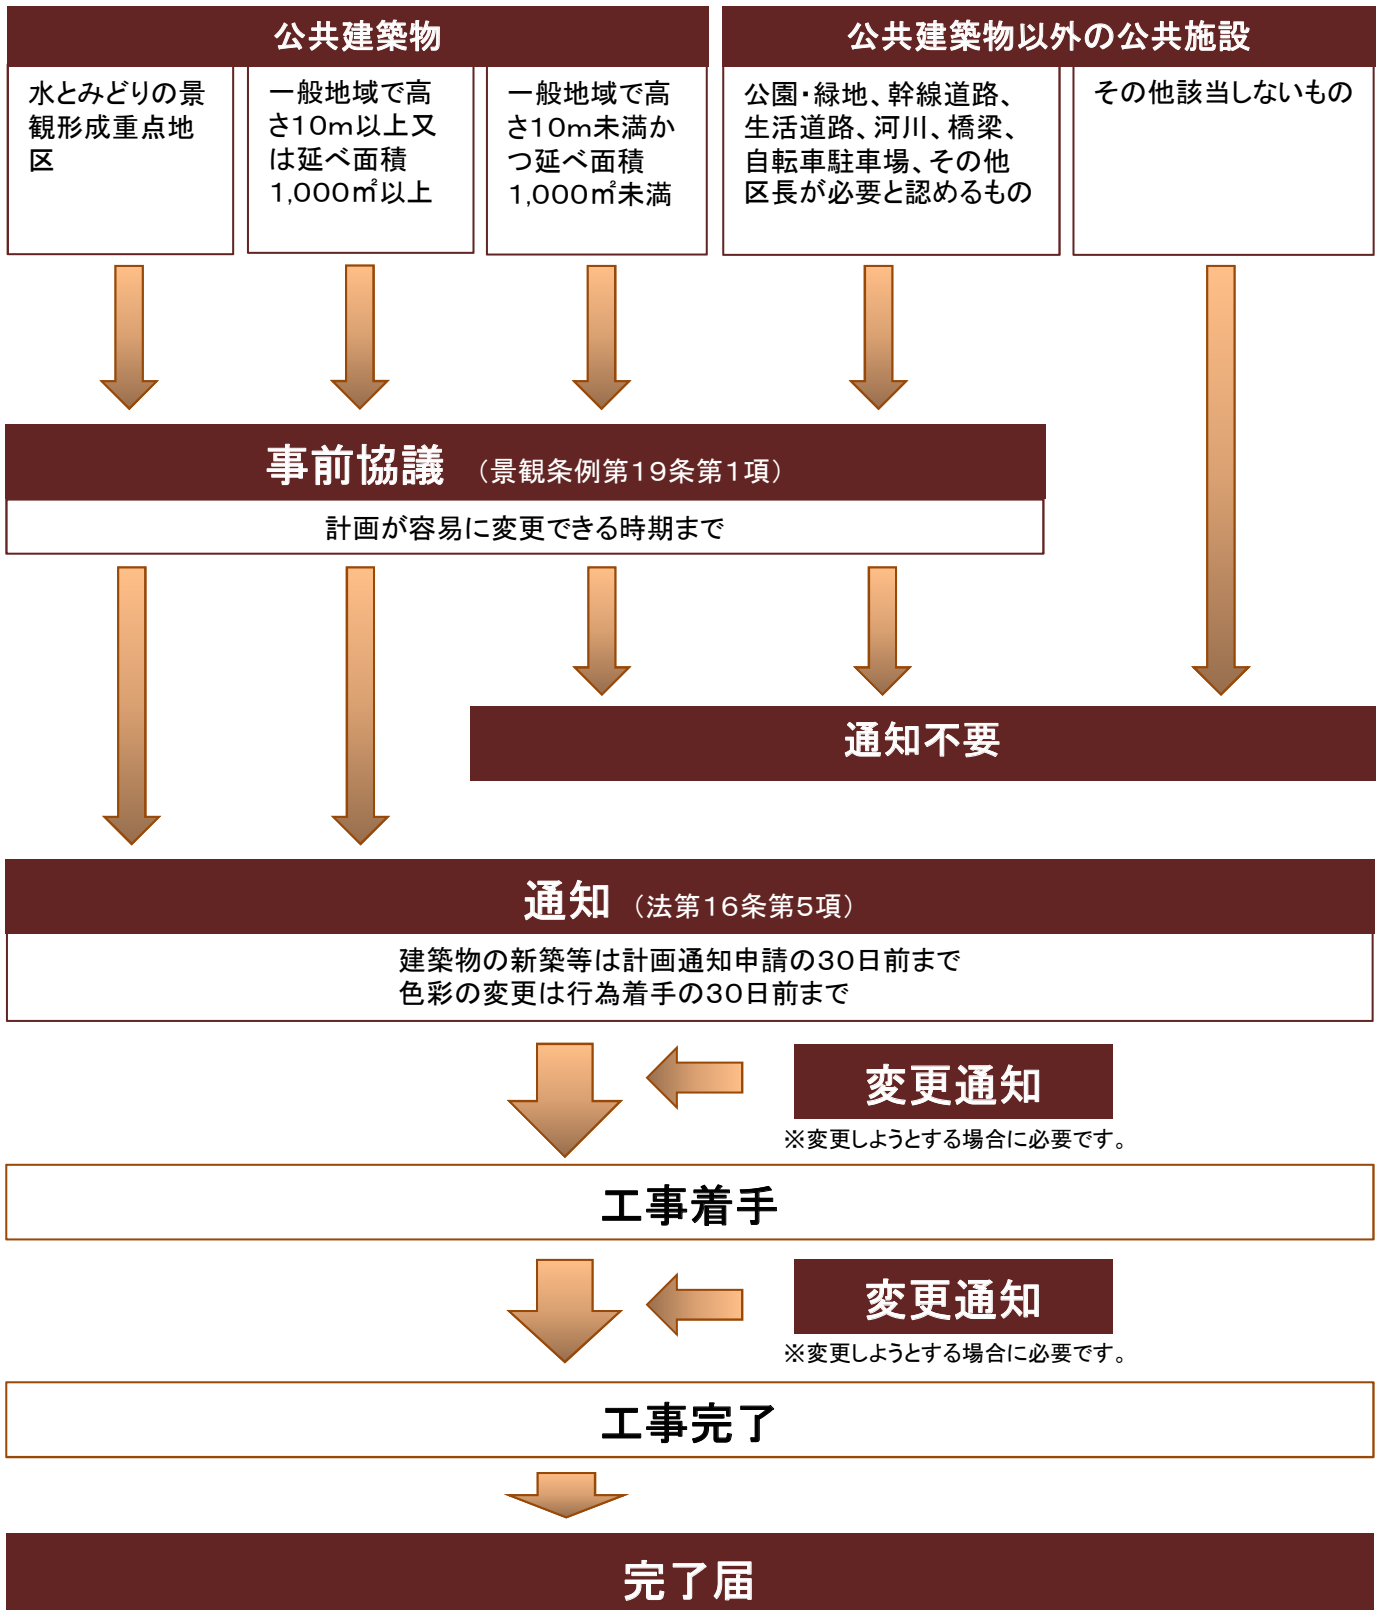 公共建築物
公共建築物以外の公共施設
水とみどりの景
観形成重点地
区
一般地域で高
さ10m以上又
は延べ面積
1,000㎡以上
一般地域で高
さ10m未満か
つ延べ面積
1,000㎡未満
公園・緑地、幹線道路、
生活道路、河川、橋梁、
自転車駐車場、その他
区長が必要と認めるもの
その他該当しないもの
事前協議 （景観条例第19条第1項）
計画が容易に変更できる時期まで
通知不要
通知 （法第16条第5項）
建築物の新築等は計画通知申請の30日前まで
色彩の変更は行為着手の30日前まで
変更通知
※変更しようとする場合に必要です。
工事着手
変更通知
※変更しようとする場合に必要です。
工事完了
完了届